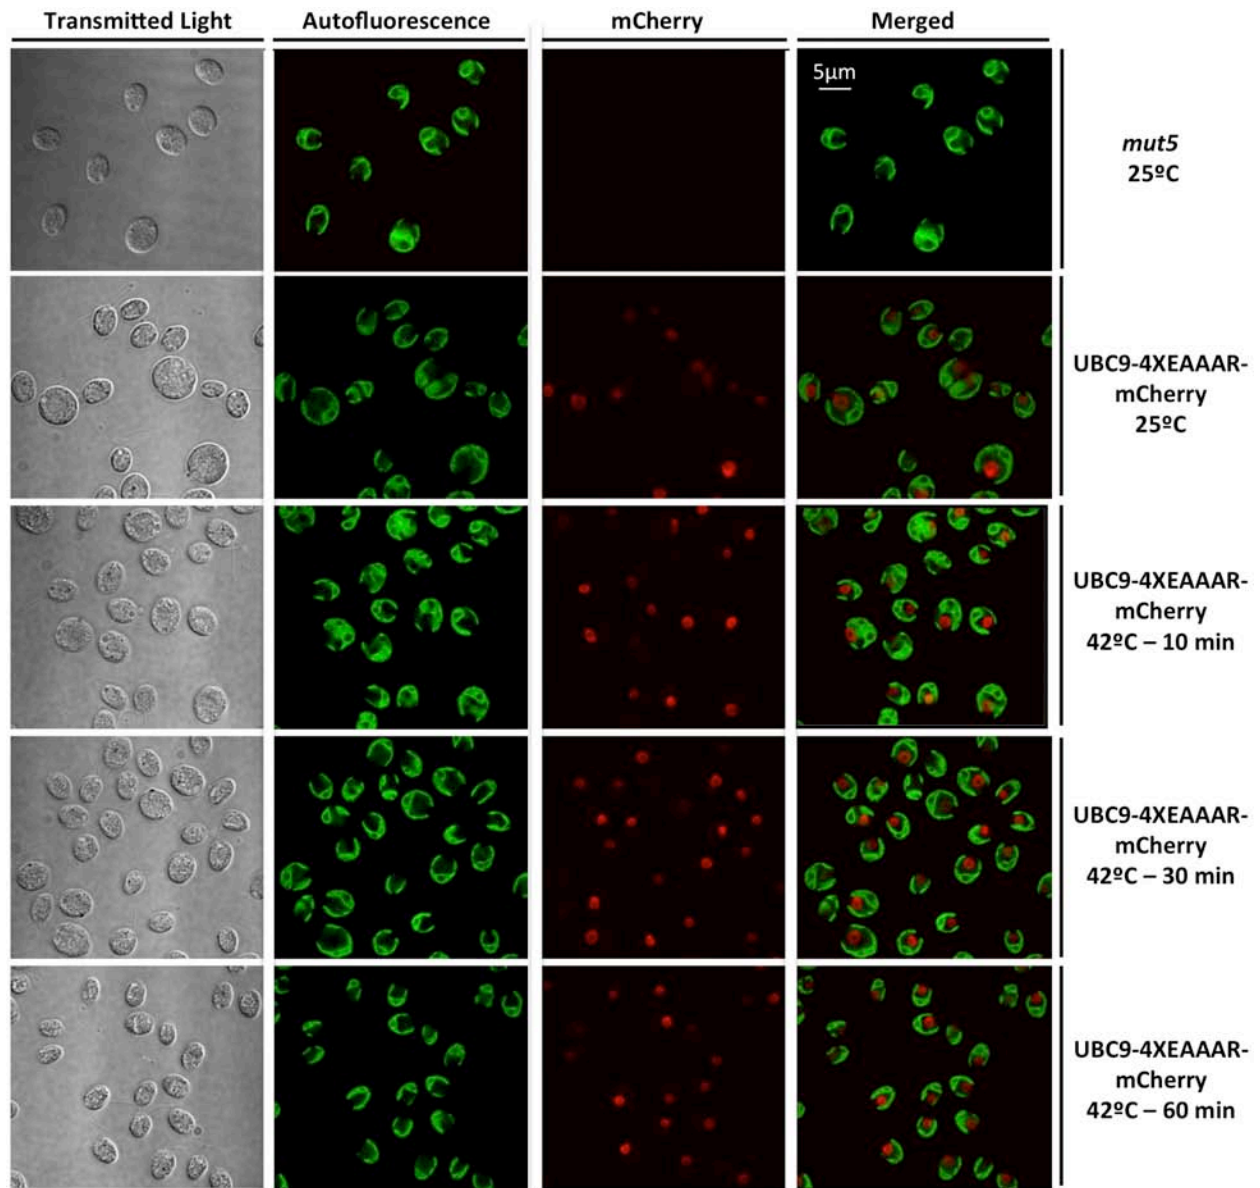 Transmitted Light
Autofluorescence
mCherry
Merged
5μm
mut5
25ºC
UBC9-4XEAAAR-
mCherry
25ºC
UBC9-4XEAAAR-
mCherry
42ºC – 10 min
UBC9-4XEAAAR-
mCherry
42ºC – 30 min
UBC9-4XEAAAR-
mCherry
42ºC – 60 min